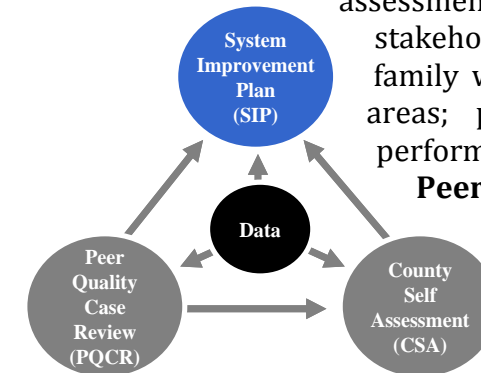 assessment
stakeho
family w
areas; p
perform
Peer
System
Improvement
Plan
(SIP)
Data
Peer
Quality
Case
Review
(PQCR)
County
Self
Assessment
(CSA)